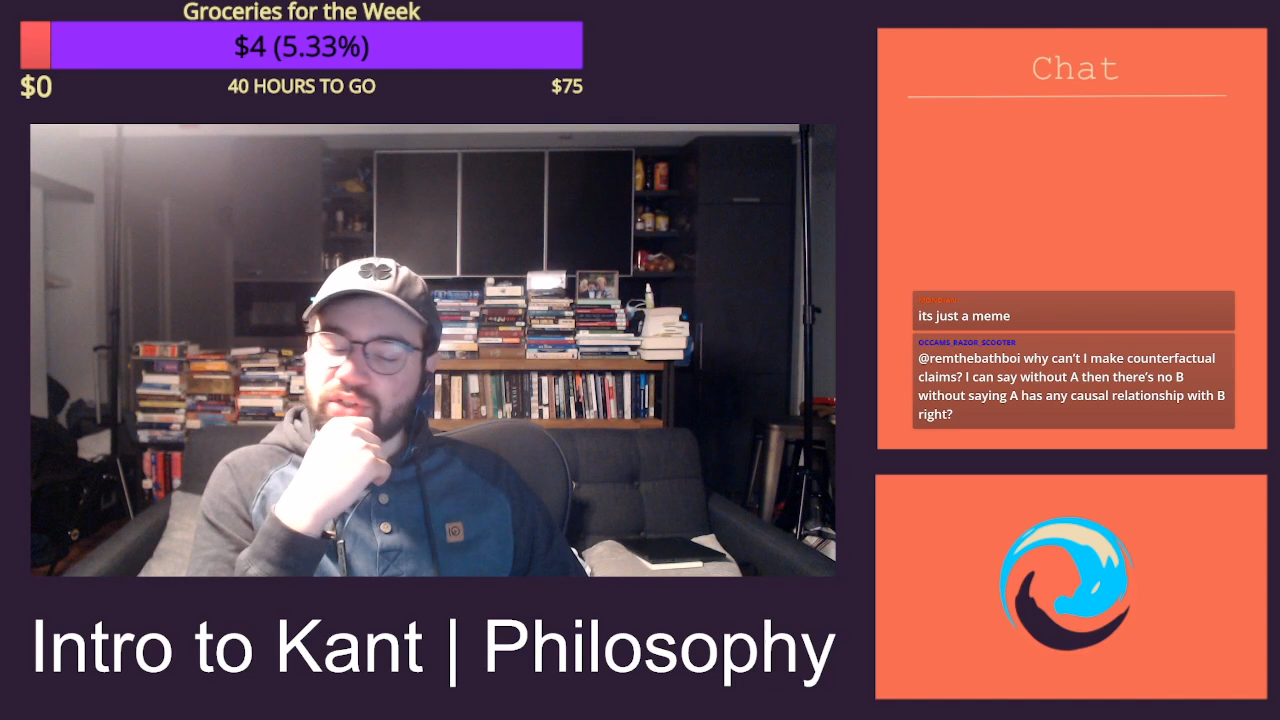 Groceries for the Week
$4 (5.33%)
$0
40 HOURS TO GO
$75
Chat
its just a meme
OCCAMS_RAZOR_SCOOTER
@remthebathboi why can't I make counterfactual
claims? I can say without A then there's no B
without saying A has any causal relationship with B
right?
Intro to Kant | Philosophy